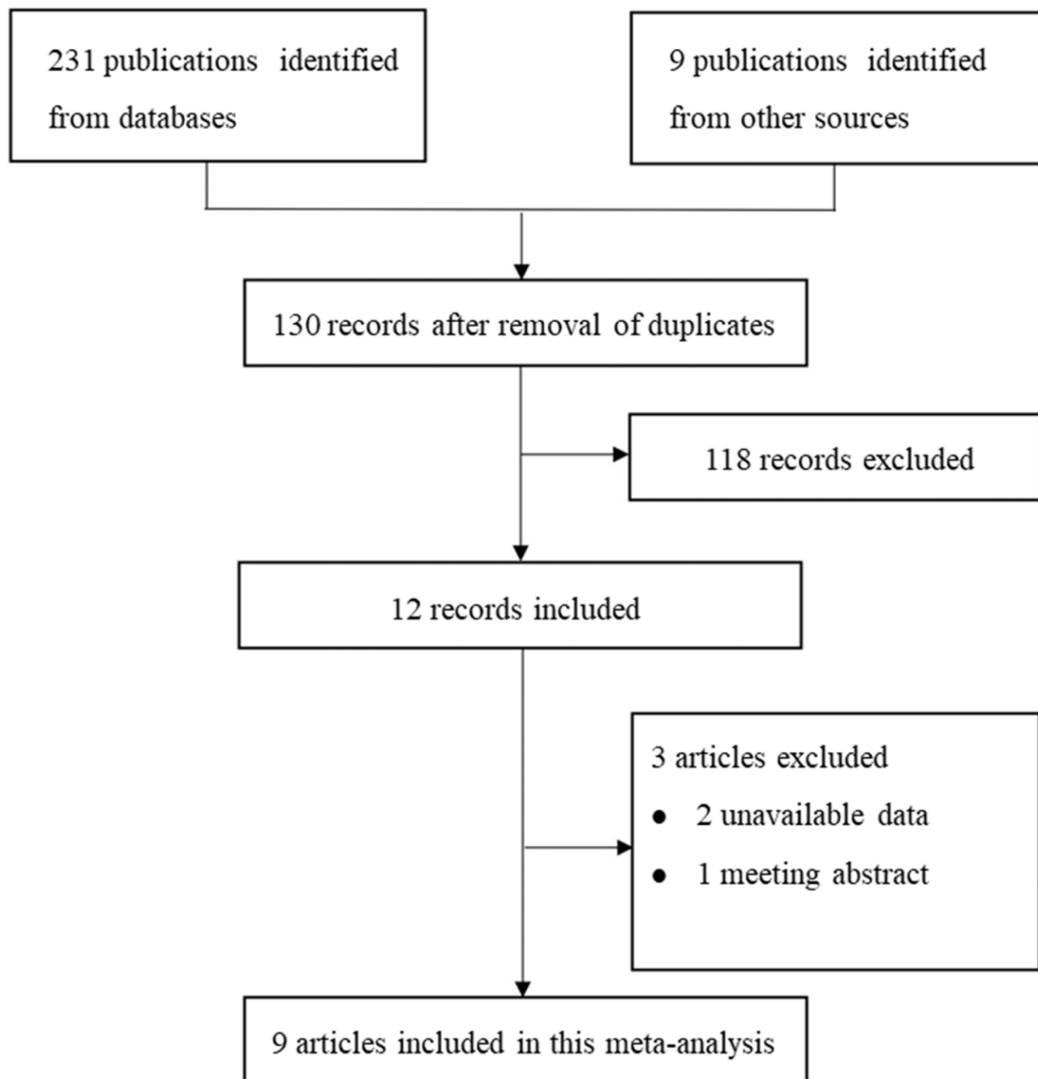 231 publications identified
from databases
9 publications identified
from other sources
130 records after removal of duplicates
118 records excluded
12 records included
3 articles excluded
● 2 unavailable data
● 1 meeting abstract
9 articles included in this meta-analysis